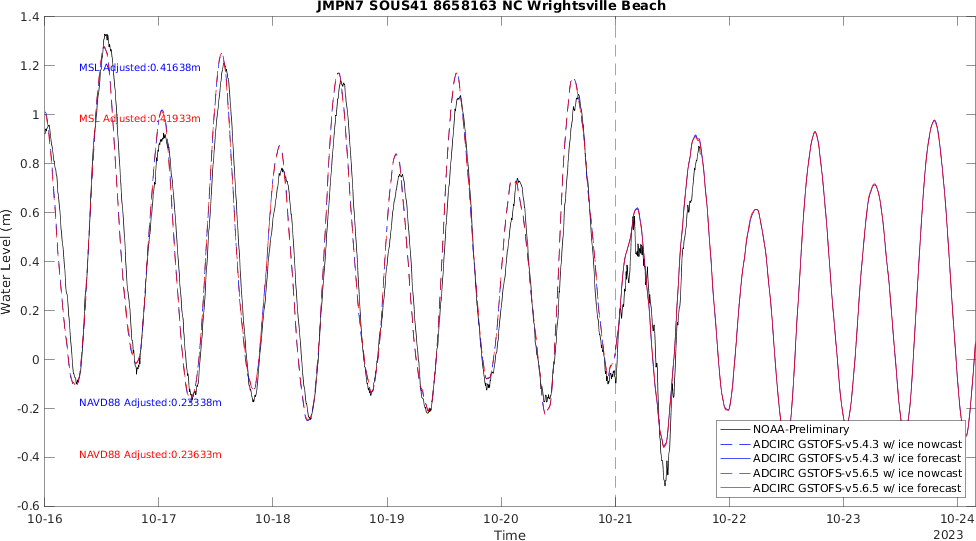 JMPN7 SOUS41 8658163 NC Wrightsville Beach
1.4
1.2
1
0.8
0.6
0.4
0.2
0
-0.2
-0.4
-0.6
Water Level (m)
MSL Adjusted:0.41638m
MSL Adjusted:0.41933m
NAVD88 Adjusted:0.23338m
NAVD88 Adjusted:0.23633m
NOAA-Preliminary
ADCIRC GSTOFS-v5.4.3 w/ ice nowcast
ADCIRC GSTOFS-v5.4.3 w/ ice forecast
ADCIRC GSTOFS-v5.6.5 w/ ice nowcast
ADCIRC GSTOFS-v5.6.5 w/ ice forecast
10-16 10-17 10-18 10-19 10-20 10-21 10-22 10-23 10-24
Time
2023